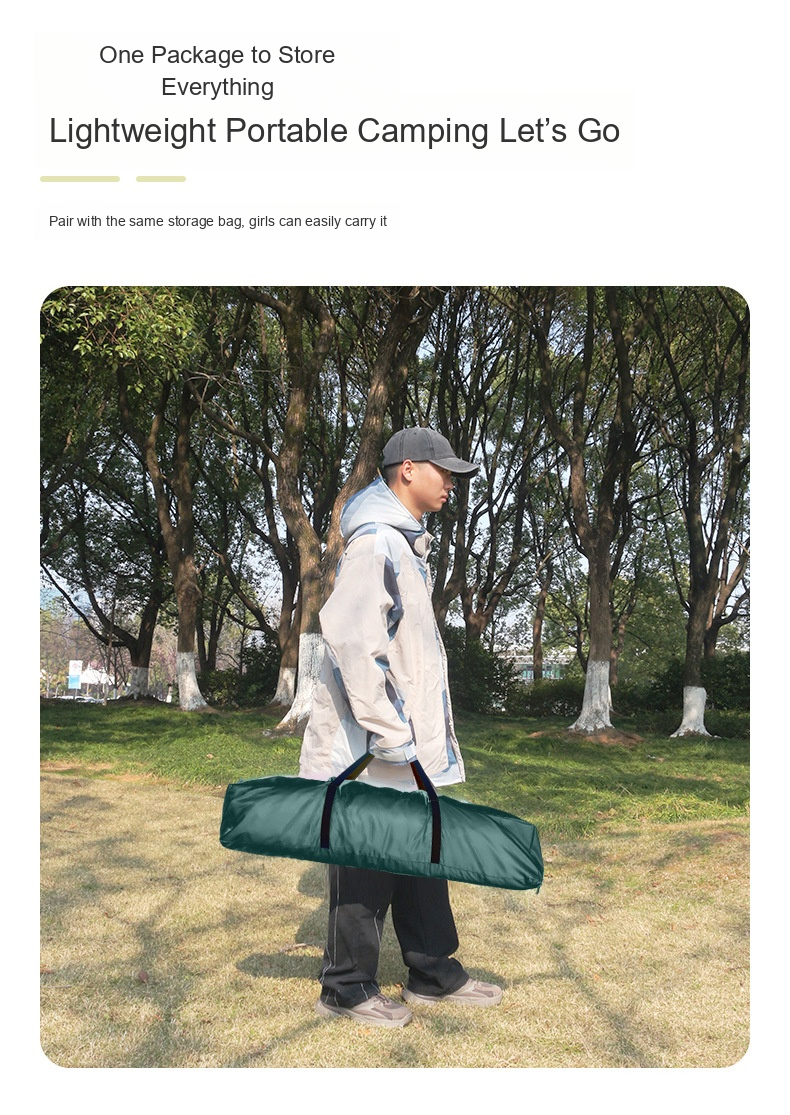 One Package to Store
Everything
Lightweight Portable Camping Let’s Go
Pair with the same storage bag, girls can easily carry it